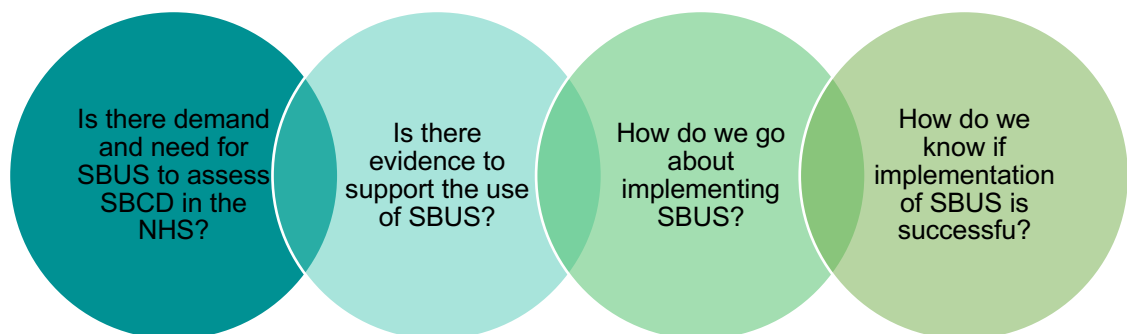 Is there demand
and need for
SBUS to assess
SBCD in the
NHS?
Is there
evidence to
support the use
of SBUS?
How do we go
about
implementing
SBUS?
How do we
know if
implementation
of SBUS is
successfu?